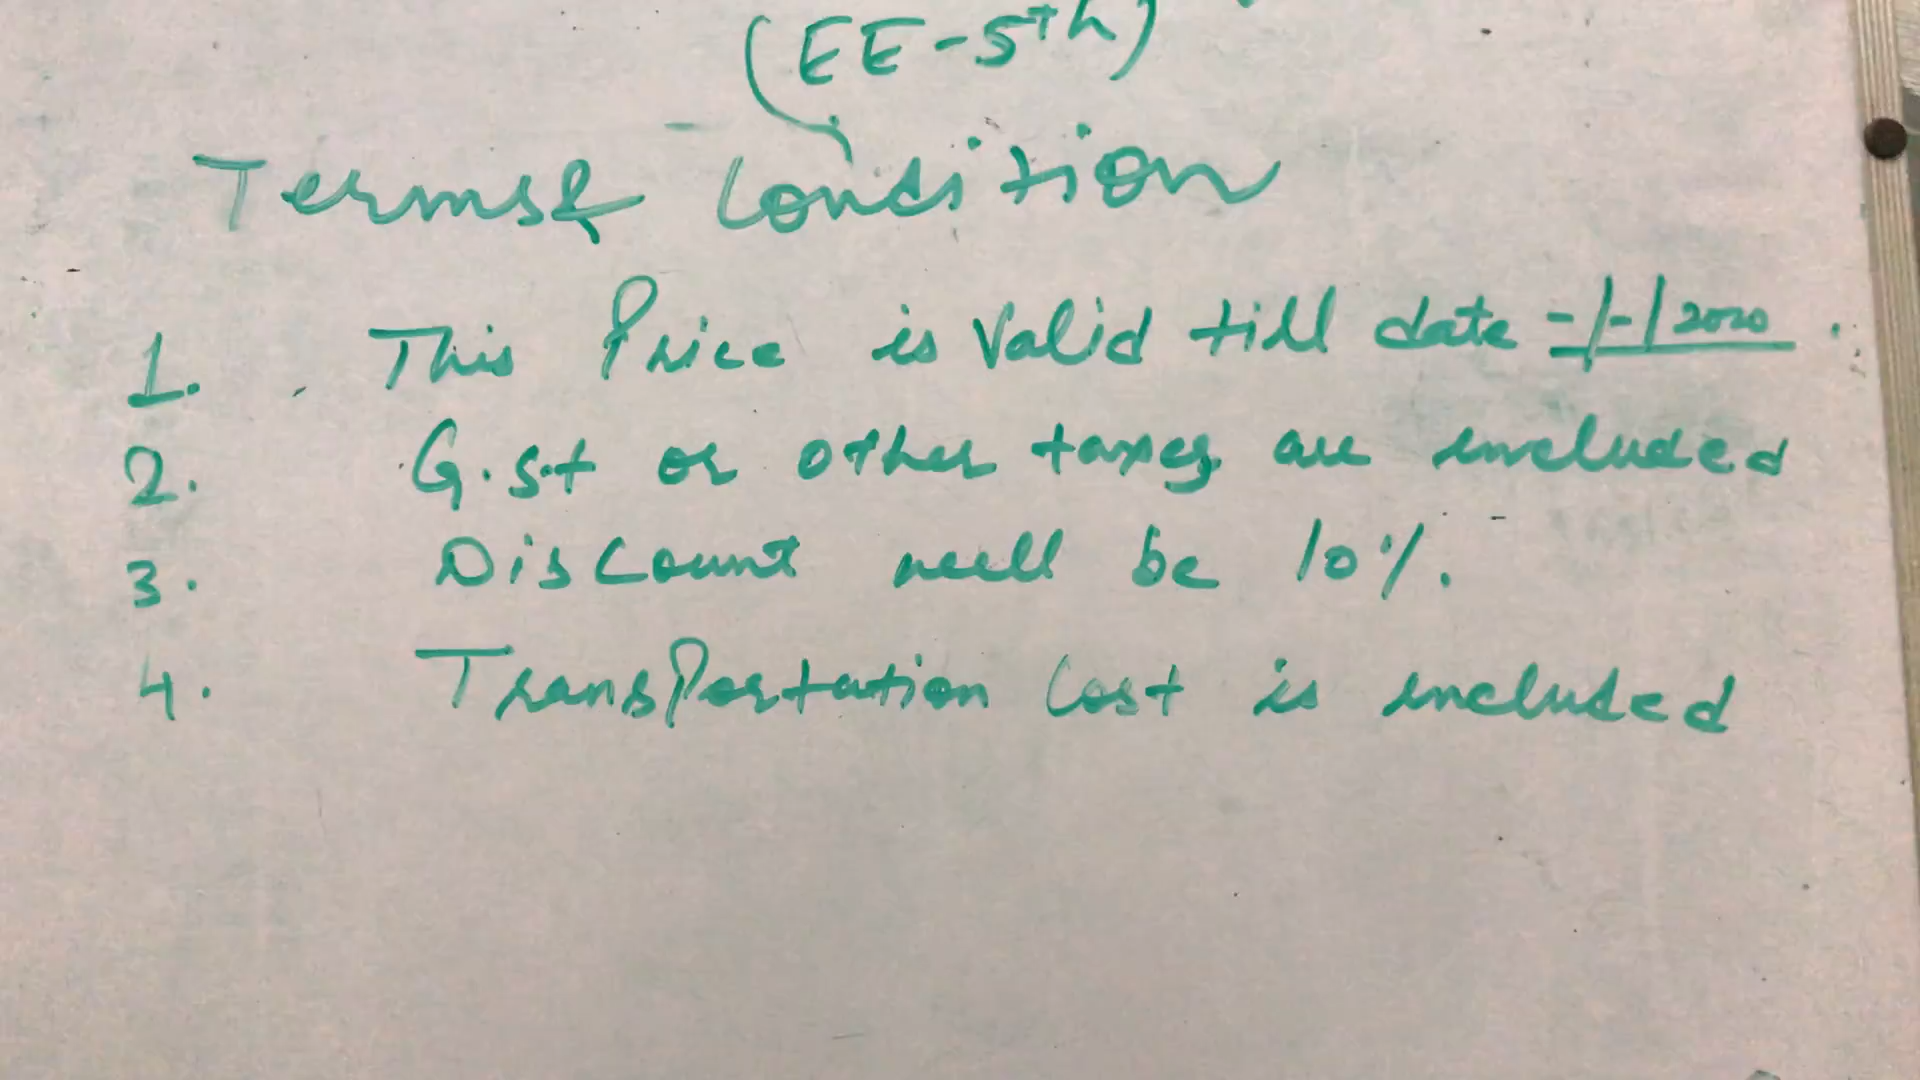 (EE-5th)
Terms & Condition
1. This Price is Valid till date -/-/2020
2. G.S.t or other taxes are included
3. Discount will be 10%.
4. Transportation Cost is included